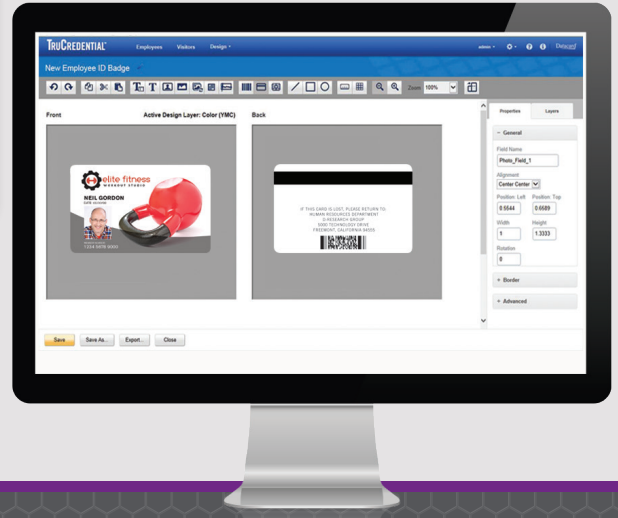 TRUCREDENTIAL
Employees Visitors Design
admin Datacard
New Employee ID Badge
Zoom 100%
Front Active Design Layer: Color (YMC) Back
elite fitness
WORKOUT STUDIO
NEIL GORDON
1234 5678 9000
IF THIS CARD IS LOST, PLEASE RETURN TO:
HUMAN RESOURCES DEPARTMENT
G-RESEARCH GROUP
5000 TECHNOLOGY DRIVE
FREEMONT, CALIFORNIA 94555
Properties Layers
− General
Field Name
Photo_Field_1
Alignment
Center Center
Position: Left Position: Top
0.5544 0.6589
Width Height
1 1.3333
Rotation
0
+ Border
+ Advanced
Save Save As... Export... Close